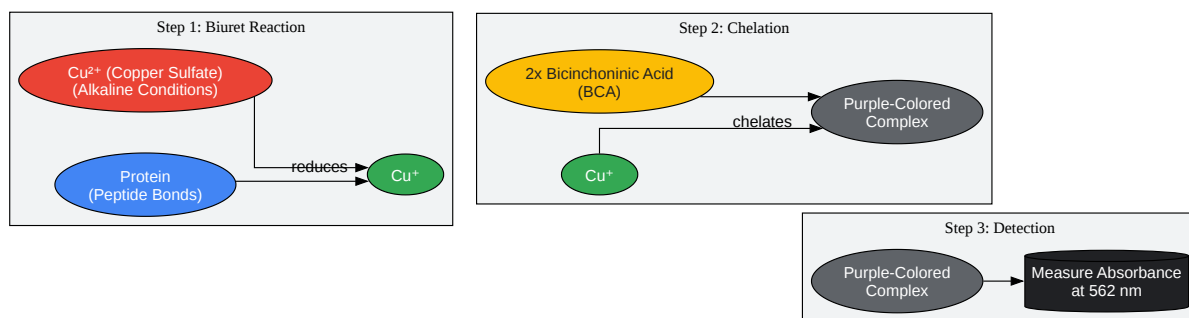 Step 1: Biuret Reaction
Cu²⁺ (Copper Sulfate)
(Alkaline Conditions)
reduces
Protein
(Peptide Bonds)
Cu⁺
Step 2: Chelation
2x Bicinchoninic Acid
(BCA)
Purple-Colored
Complex
chelates
Cu⁺
Step 3: Detection
Purple-Colored
Complex
Measure Absorbance
at 562 nm